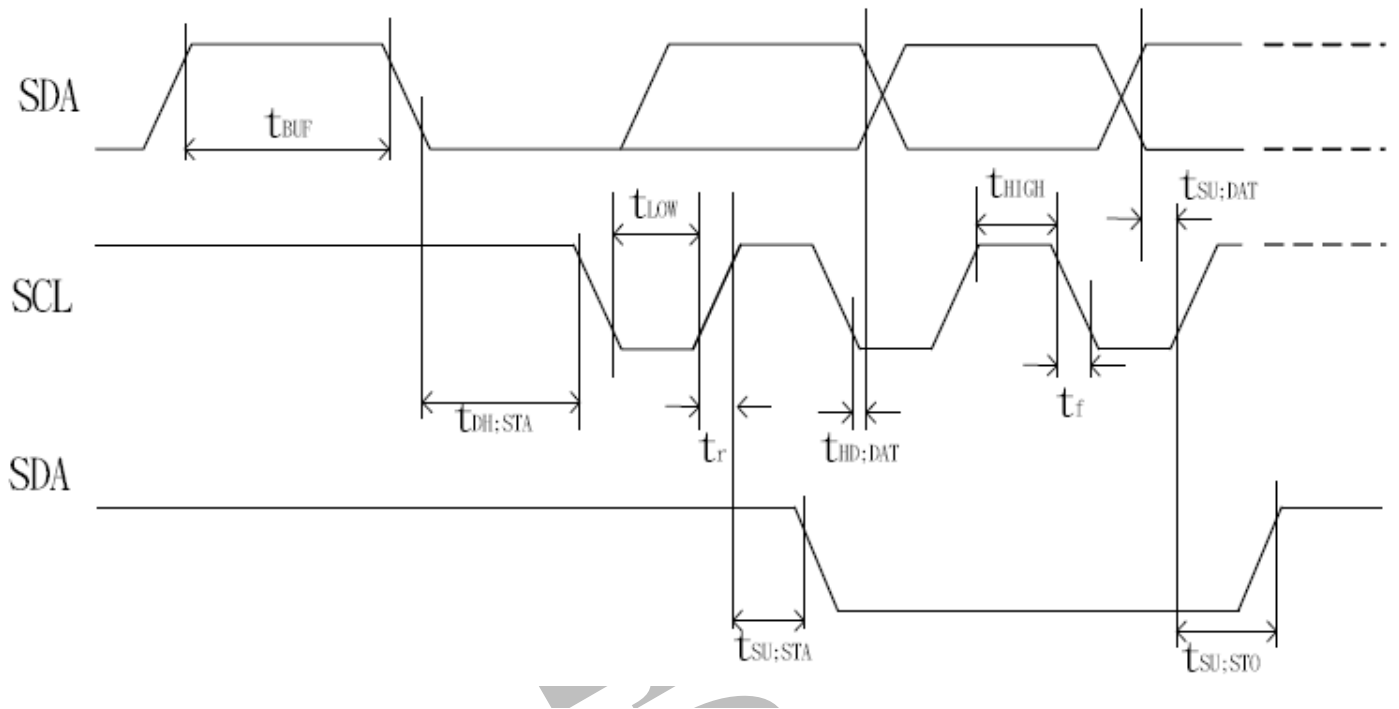 SDA
tBUF
tHIGH
tSU;DAT
tLOW
SCL
tDH;STA
tr
tHD;DAT
tf
SDA
tSU;STA
tSU;STO